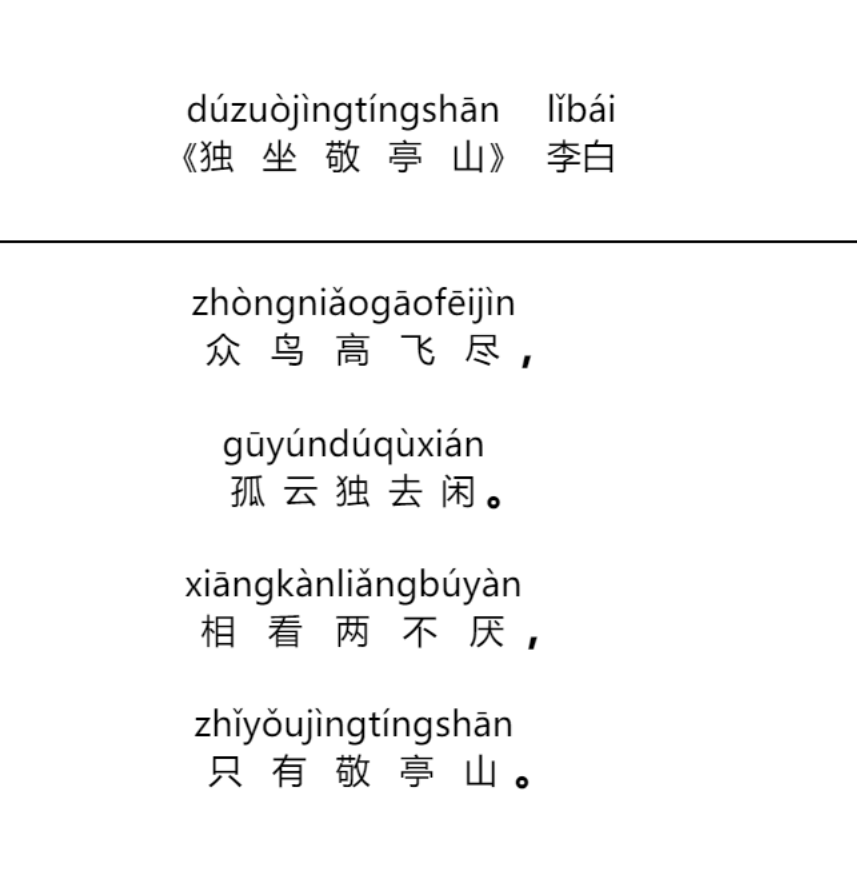 dúzuòjìngtíngshān lǐbái
《独坐敬亭山》 李白
zhòngniǎogāofēijìn
众鸟高飞尽，
gūyúndúqùxián
孤云独去闲。
xiāngkànliǎngbúyàn
相看两不厌，
zhǐyǒujìngtíngshān
只有敬亭山。